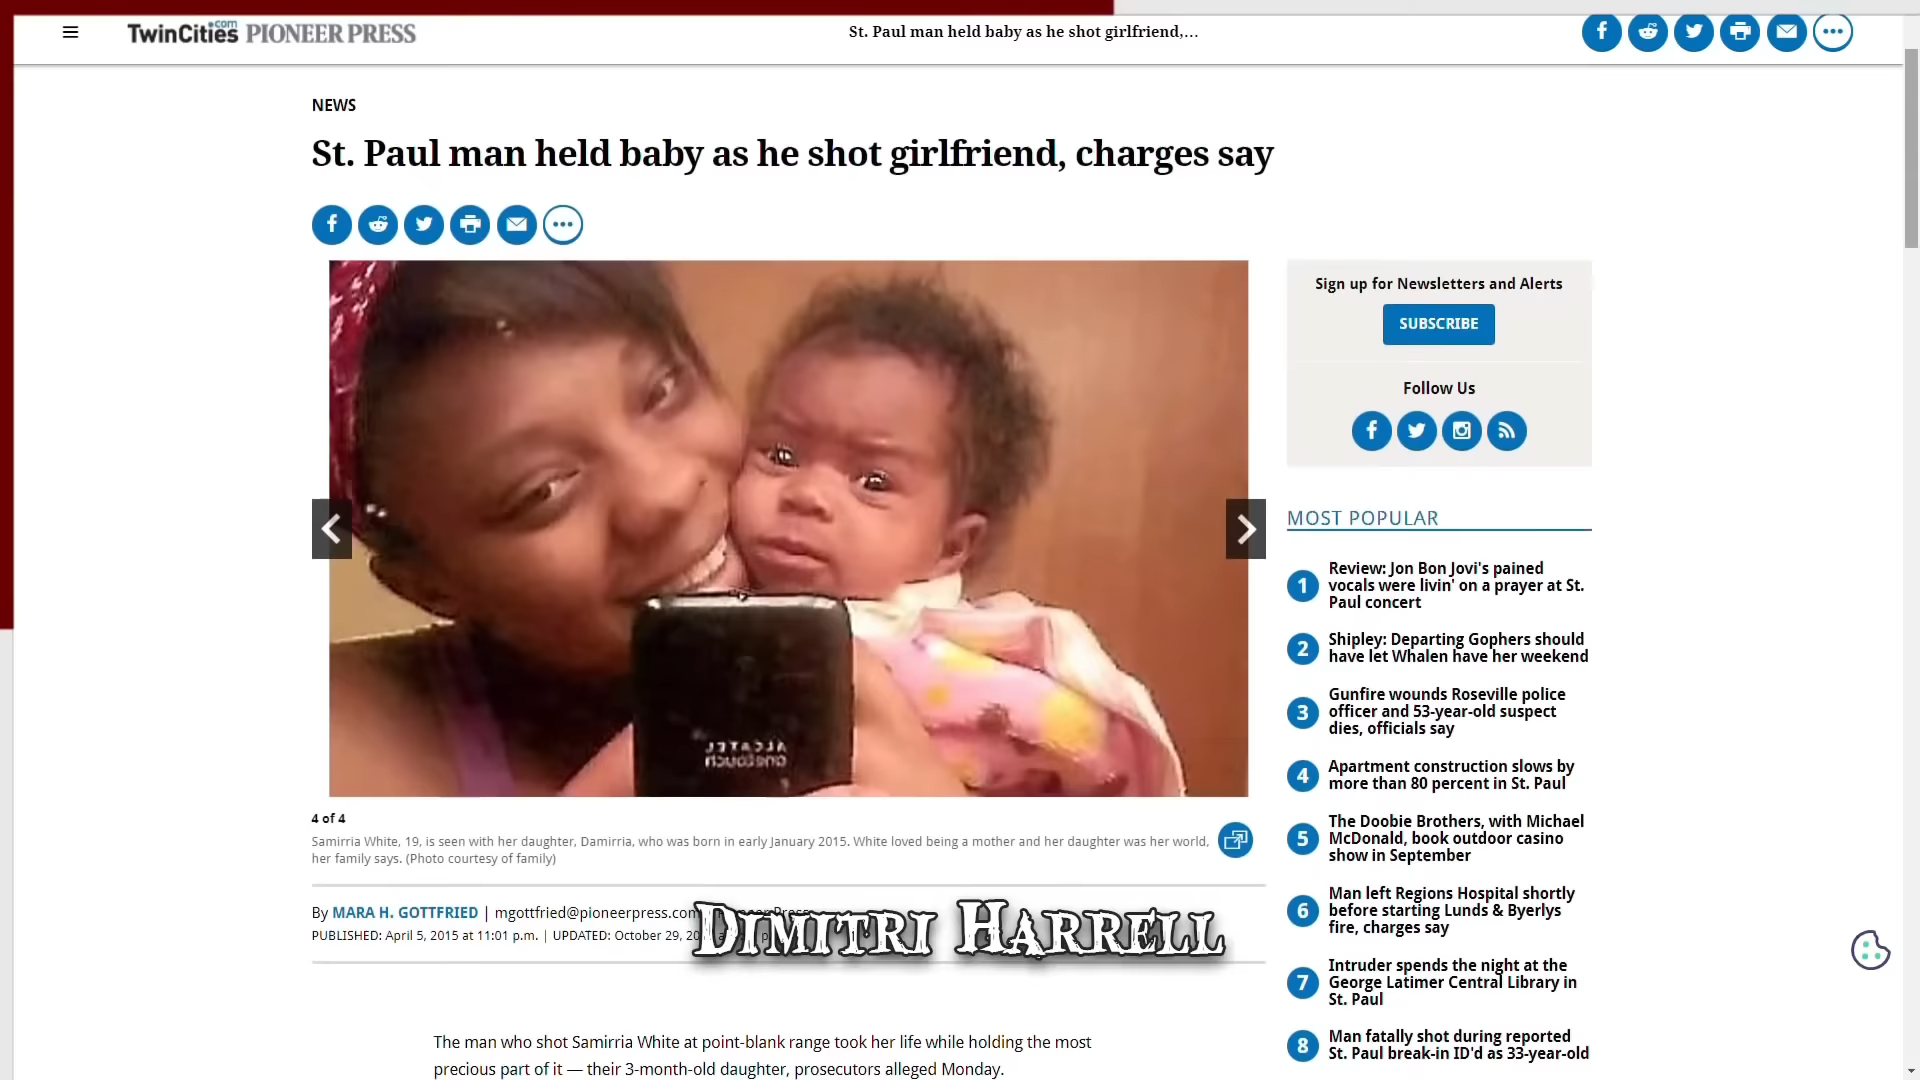 TwinCities.com PIONEER PRESS
St. Paul man held baby as he shot girlfriend,...
NEWS
St. Paul man held baby as he shot girlfriend, charges say
Sign up for Newsletters and Alerts
SUBSCRIBE
Follow Us
ALCATEL
onetouch
4 of 4
Samirria White, 19, is seen with her daughter, Damirria, who was born in early January 2015. White loved being a mother and her daughter was her world,
her family says. (Photo courtesy of family)
By MARA H. GOTTFRIED | mgottfried@pioneerpress.com
PUBLISHED: April 5, 2015 at 11:01 p.m. | UPDATED: October 29,
DIMITRI HARRELL
The man who shot Samirria White at point-blank range took her life while holding the most
precious part of it — their 3-month-old daughter, prosecutors alleged Monday.
MOST POPULAR
1 Review: Jon Bon Jovi's pained
vocals were livin' on a prayer at St.
Paul concert
2 Shipley: Departing Gophers should
have let Whalen have her weekend
3 Gunfire wounds Roseville police
officer and 53-year-old suspect
dies, officials say
4 Apartment construction slows by
more than 80 percent in St. Paul
5 The Doobie Brothers, with Michael
McDonald, book outdoor casino
show in September
6 Man left Regions Hospital shortly
before starting Lunds & Byerlys
fire, charges say
7 Intruder spends the night at the
George Latimer Central Library in
St. Paul
8 Man fatally shot during reported
St. Paul break-in ID'd as 33-year-old